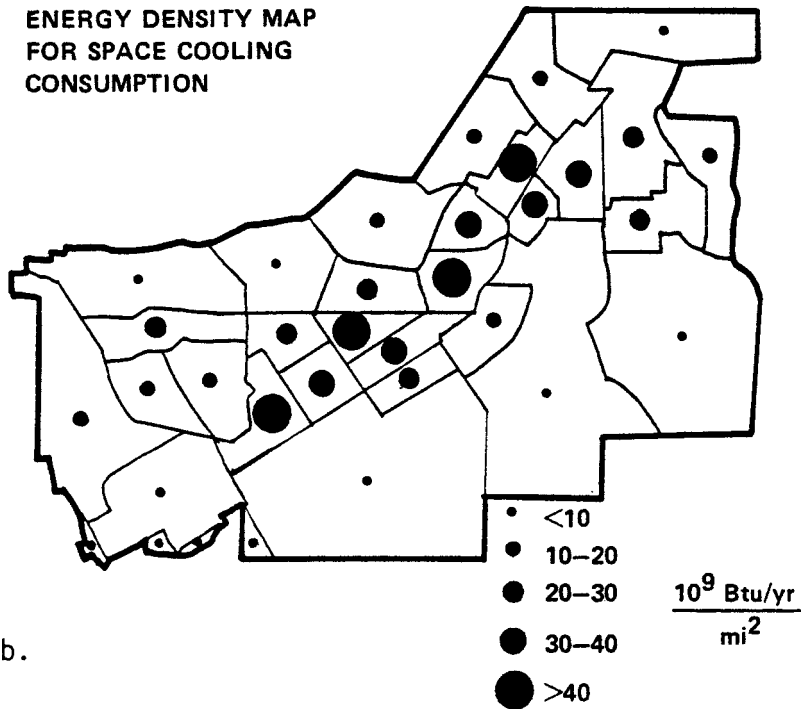 ENERGY DENSITY MAP
FOR SPACE COOLING
CONSUMPTION
<10
10–20
20–30
30–40
>40
10⁹ Btu/yr
mi²
b.